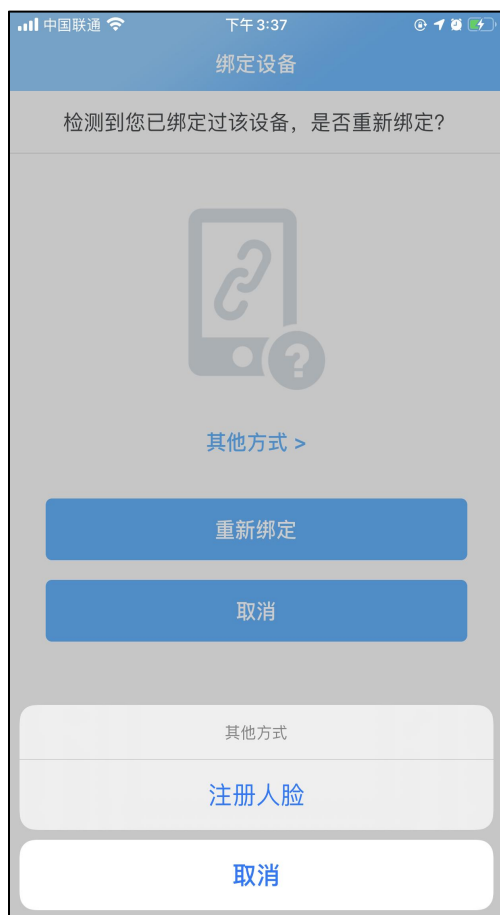 中国联通 下午3:37
绑定设备
检测到您已绑定过该设备，是否重新绑定？
?
其他方式 >
重新绑定
取消
其他方式
注册人脸
取消